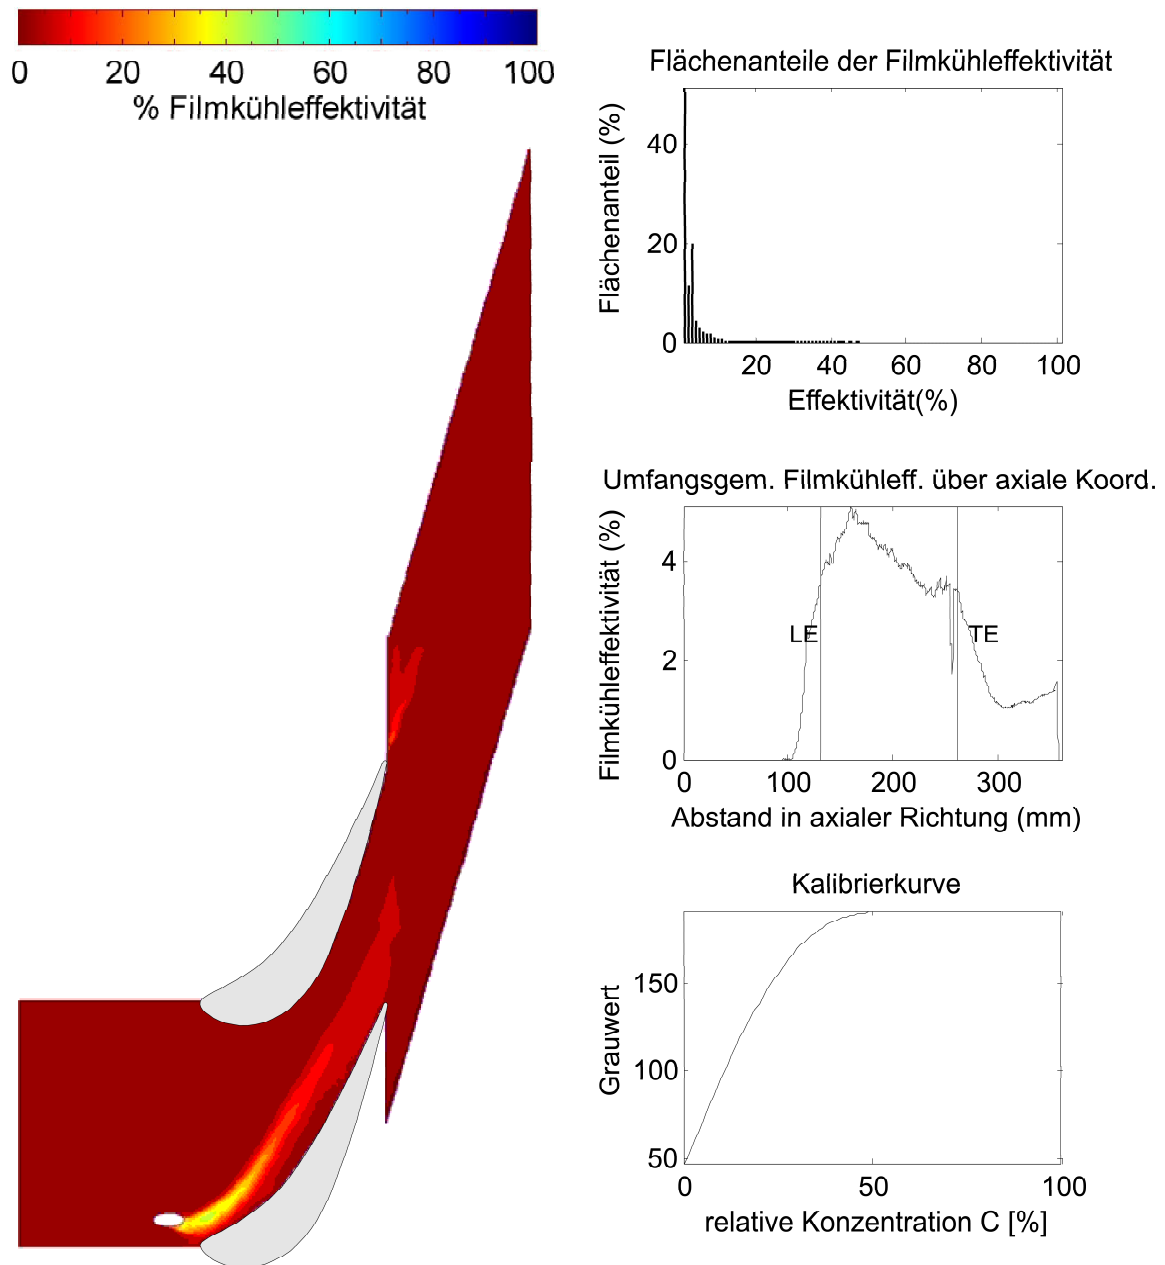 0 20 40 60 80 100
% Filmkühleffektivität
Flächenanteile der Filmkühleffektivität
Flächenanteil (%)
40
20
0
20 40 60 80 100
Effektivität(%)
Umfangsgem. Filmkühleff. über axiale Koord.
Filmkühleffektivität (%)
4
2
0
LE
TE
0 100 200 300
Abstand in axialer Richtung (mm)
Kalibrierkurve
Grauwert
150
100
50
0 50 100
relative Konzentration C [%]